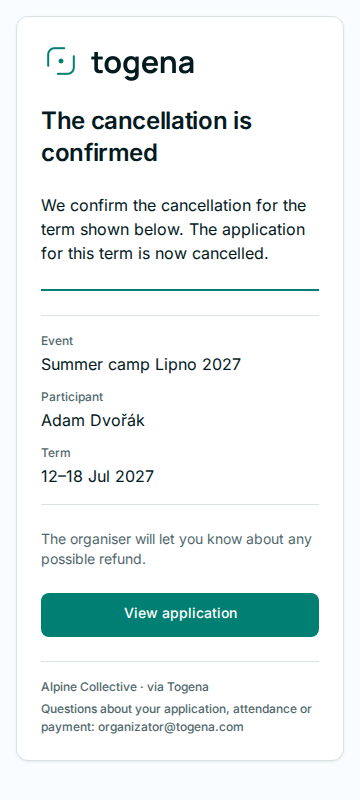 togena
The cancellation is
confirmed
We confirm the cancellation for the
term shown below. The application
for this term is now cancelled.
Event
Summer camp Lipno 2027
Participant
Adam Dvořák
Term
12–18 Jul 2027
The organiser will let you know about any
possible refund.
View application
Alpine Collective · via Togena
Questions about your application, attendance or
payment: organizator@togena.com